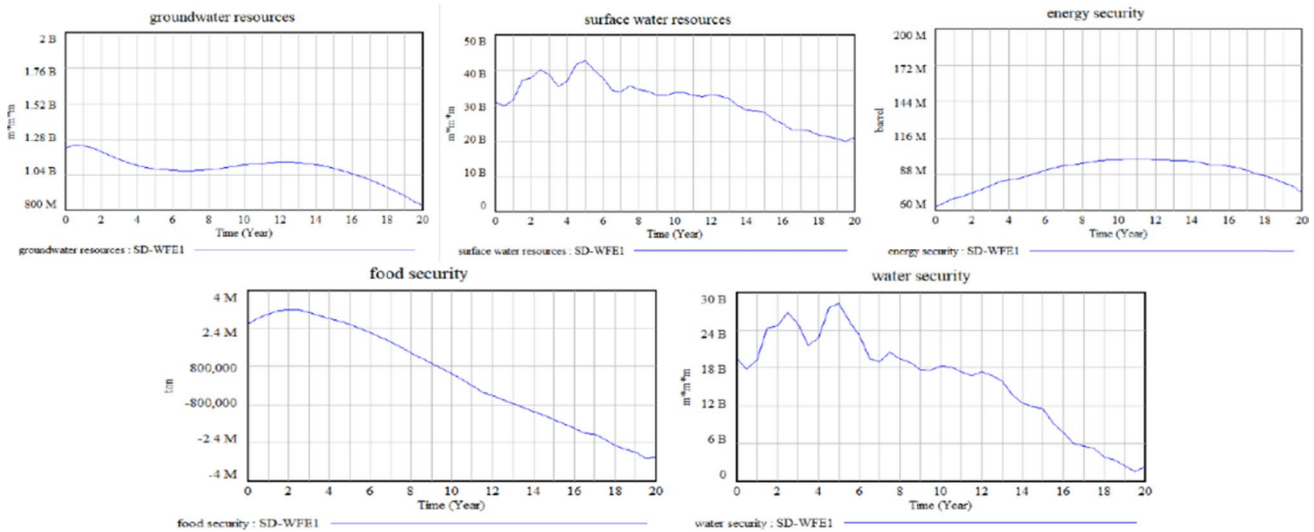 groundwater resources
2 B
1.76 B
1.52 B
1.28 B
1.04 B
800 M
m*m*m
0 2 4 6 8 10 12 14 16 18 20
Time (Year)
groundwater resources : SD-WFE1
surface water resources
50 B
40 B
30 B
20 B
10 B
0
m*m*m
0 2 4 6 8 10 12 14 16 18 20
Time (Year)
surface water resources : SD-WFE1
energy security
200 M
172 M
144 M
116 M
88 M
60 M
barrel
0 2 4 6 8 10 12 14 16 18 20
Time (Year)
energy security : SD-WFE1
food security
4 M
2.4 M
800,000
-800,000
-2.4 M
-4 M
ton
0 2 4 6 8 10 12 14 16 18 20
Time (Year)
food security : SD-WFE1
water security
30 B
24 B
18 B
12 B
6 B
0
m*m*m
0 2 4 6 8 10 12 14 16 18 20
Time (Year)
water security : SD-WFE1